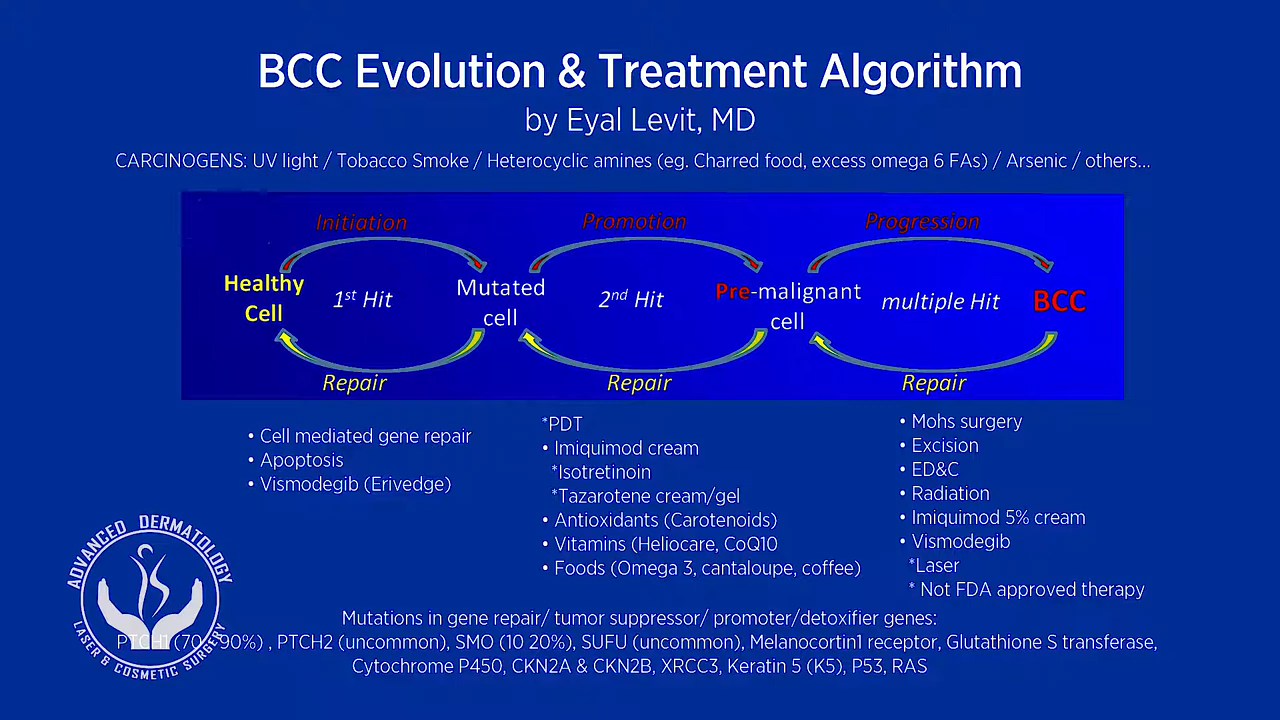 BCC Evolution & Treatment Algorithm
by Eyal Levit, MD
CARCINOGENS: UV light / Tobacco Smoke / Heterocyclic amines (eg. Charred food, excess omega 6 FAs) / Arsenic / others...
Initiation
Promotion
Progression
Healthy
Cell
1st Hit
Mutated
cell
2nd Hit
Pre-malignant
cell
multiple Hit
BCC
Repair
Repair
Repair
• Cell mediated gene repair
• Apoptosis
• Vismodegib (Erivedge)
*PDT
• Imiquimod cream
*Isotretinoin
*Tazarotene cream/gel
• Antioxidants (Carotenoids)
• Vitamins (Heliocare, CoQ10
• Foods (Omega 3, cantaloupe, coffee)
• Mohs surgery
• Excision
• ED&C
• Radiation
• Imiquimod 5% cream
• Vismodegib
*Laser
* Not FDA approved therapy
Mutations in gene repair/ tumor suppressor/ promoter/detoxifier genes:
PTCH1 (70 - 90%) , PTCH2 (uncommon), SMO (10 20%), SUFU (uncommon), Melanocortin1 receptor, Glutathione S transferase,
Cytochrome P450, CKN2A & CKN2B, XRCC3, Keratin 5 (K5), P53, RAS
ADVANCED DERMATOLOGY
LASER & COSMETIC SURGERY